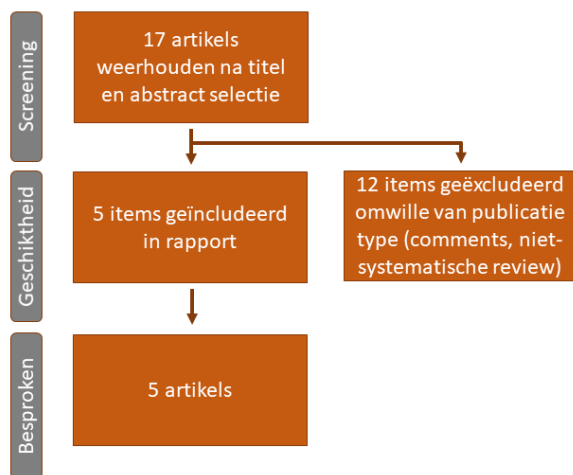 Screening
17 artikels
weerhouden na titel
en abstract selectie
Geschiktheid
5 items geïncludeerd
in rapport
12 items geëxcludeerd
omwille van publicatie
type (comments, niet-
systematische review)
Besproken
5 artikels